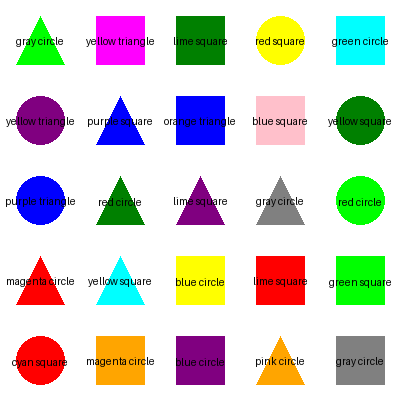 gray circle yellow triangle lime square red square green circle
yellow triangle purple square orange triangle blue square yellow square
purple triangle red circle lime square gray circle red circle
magenta circle yellow square blue circle lime square green square
cyan square magenta circle blue circle pink circle gray circle